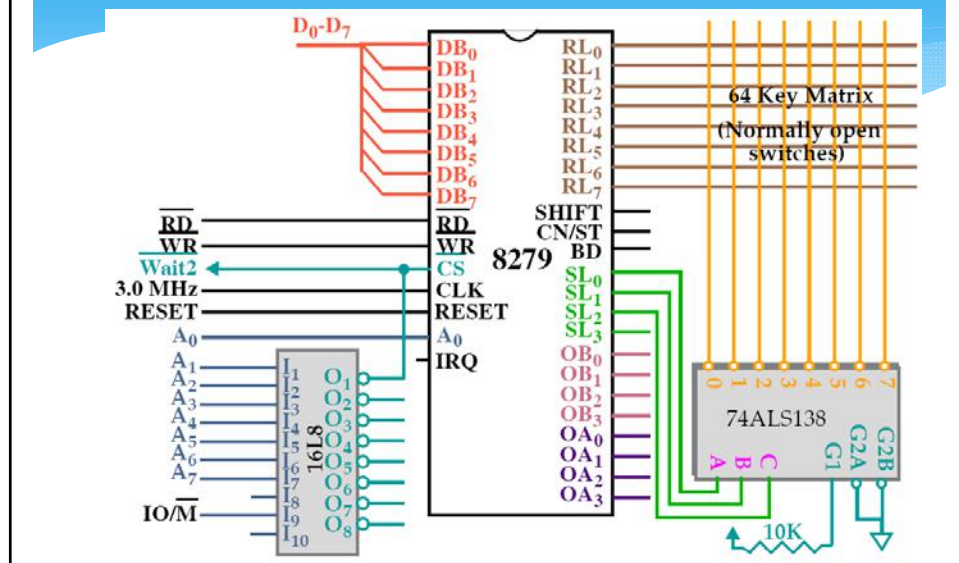 D0-D7
DB0
DB1
DB2
DB3
DB4
DB5
DB6
DB7
RD
WR
CS
CLK
RESET
A0
IRQ
8279
RL0
RL1
RL2
RL3
RL4
RL5
RL6
RL7
SHIFT
CN/ST
BD
SL0
SL1
SL2
SL3
OB0
OB1
OB2
OB3
OA0
OA1
OA2
OA3
RD
WR
Wait2
3.0 MHz
RESET
A0
A1
A2
A3
A4
A5
A6
A7
IO/M
I1
I2
I3
I4
I5
I6
I7
I8
I9
I10
16L8
O1
O2
O3
O4
O5
O6
O7
O8
64 Key Matrix
(Normally open
switches)
0 1 2 3 4 5 6 7
74ALS138
A B C G1 G2A G2B
10K